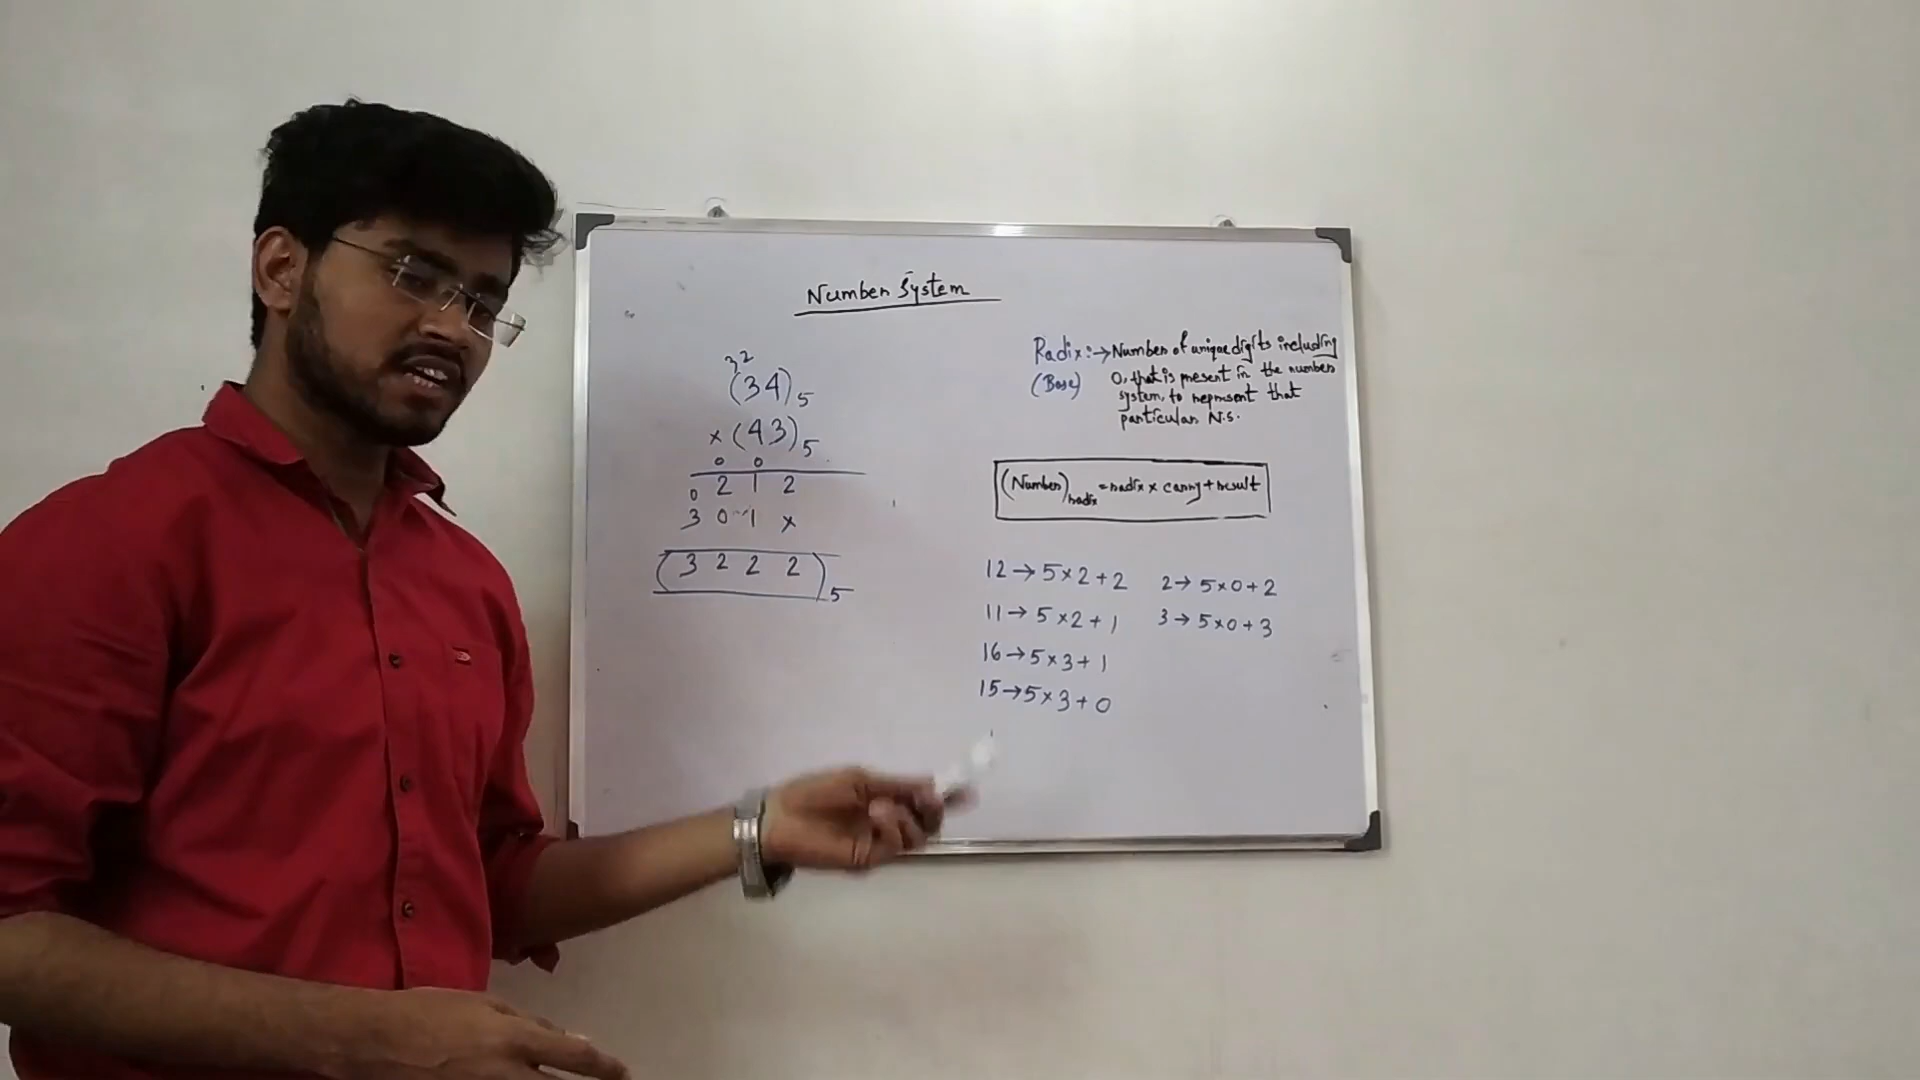 Number System
32
(34)5
×(43)5
0 0
0 2 1 2
3 0 1 ×
(3 2 2 2)5
Radix:→Number of unique digits including
(Base) 0, that is present in the number
system, to represent that
particular N.S.
(Number)radix = radix × carry + result
12→5×2+2 2→5×0+2
11→5×2+1 3→5×0+3
16→5×3+1
15→5×3+0